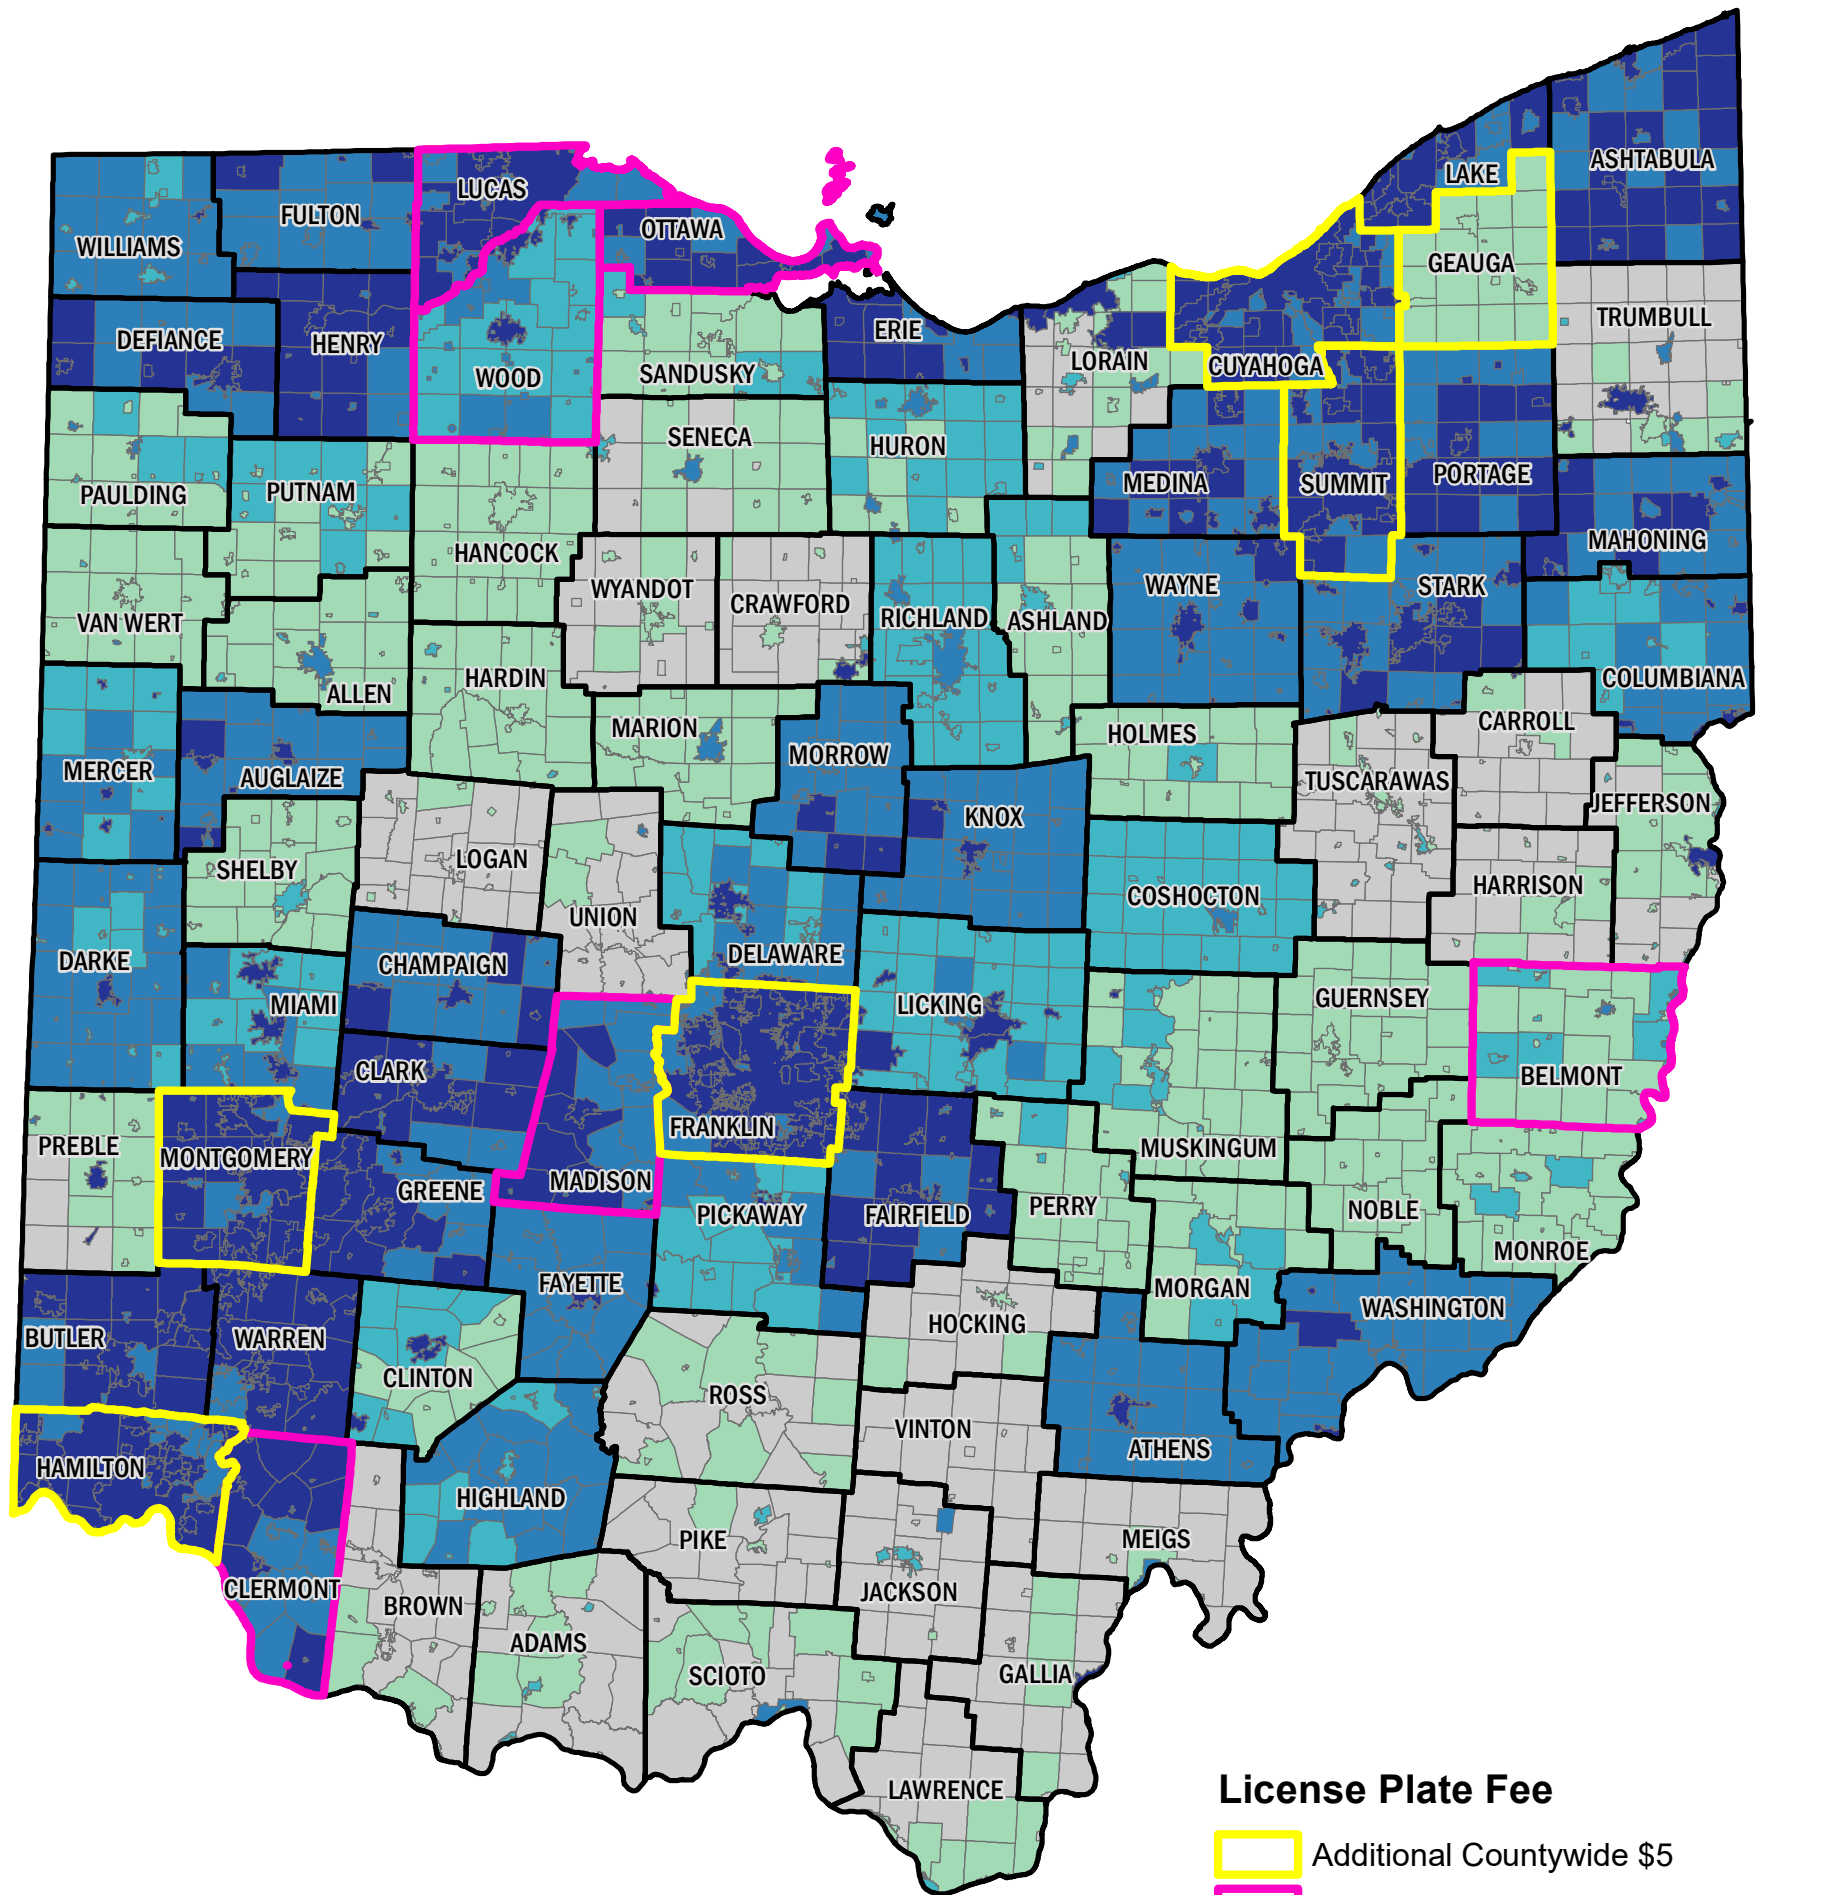 LAKE
ASHTABULA
LUCAS
FULTON
OTTAWA
WILLIAMS
GEAUGA
TRUMBULL
ERIE
DEFIANCE
HENRY
LORAIN
CUYAHOGA
WOOD
SANDUSKY
SENECA
HURON
PORTAGE
MEDINA
SUMMIT
PAULDING
PUTNAM
MAHONING
HANCOCK
WYANDOT
CRAWFORD
WAYNE
STARK
VAN WERT
RICHLAND
ASHLAND
HARDIN
COLUMBIANA
ALLEN
MARION
HOLMES
CARROLL
MORROW
MERCER
AUGLAIZE
TUSCARAWAS
JEFFERSON
KNOX
LOGAN
SHELBY
HARRISON
COSHOCTON
UNION
DELAWARE
DARKE
CHAMPAIGN
MIAMI
LICKING
GUERNSEY
CLARK
BELMONT
FRANKLIN
PREBLE
MONTGOMERY
MUSKINGUM
MADISON
GREENE
PERRY
NOBLE
PICKAWAY
FAIRFIELD
MONROE
FAYETTE
MORGAN
WASHINGTON
HOCKING
BUTLER
WARREN
CLINTON
ROSS
VINTON
ATHENS
HAMILTON
HIGHLAND
PIKE
MEIGS
CLERMONT
JACKSON
BROWN
ADAMS
SCIOTO
GALLIA
LAWRENCE
License Plate Fee
Additional Countywide $5